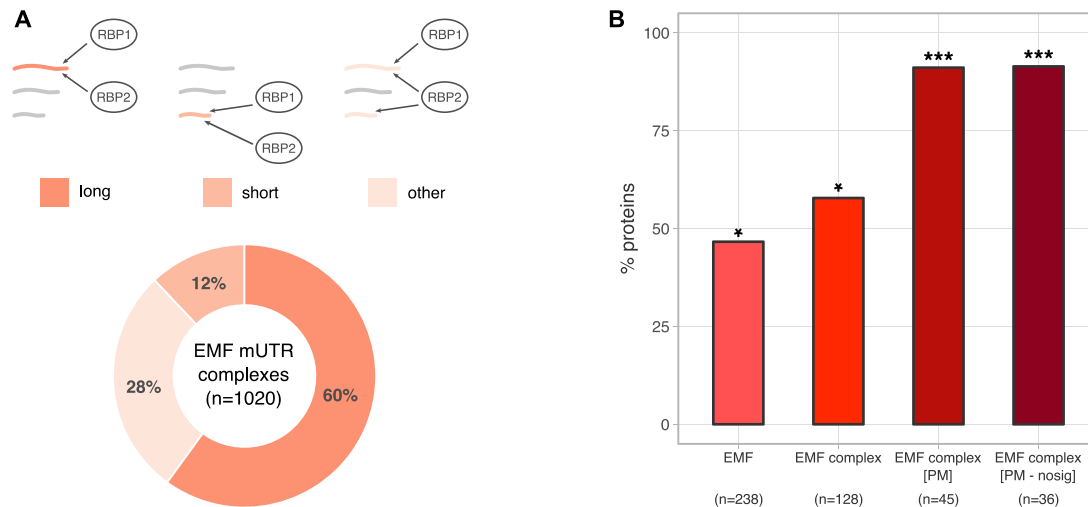 A
RBP1
RBP2
RBP1
RBP2
RBP1
RBP2
long
short
other
12%
28%
60%
EMF mUTR
complexes
(n=1020)
B
% proteins
100
75
50
25
0
*
*
***
***
EMF
(n=238)
EMF complex
(n=128)
EMF complex
[PM]
(n=45)
EMF complex
[PM - nosig]
(n=36)